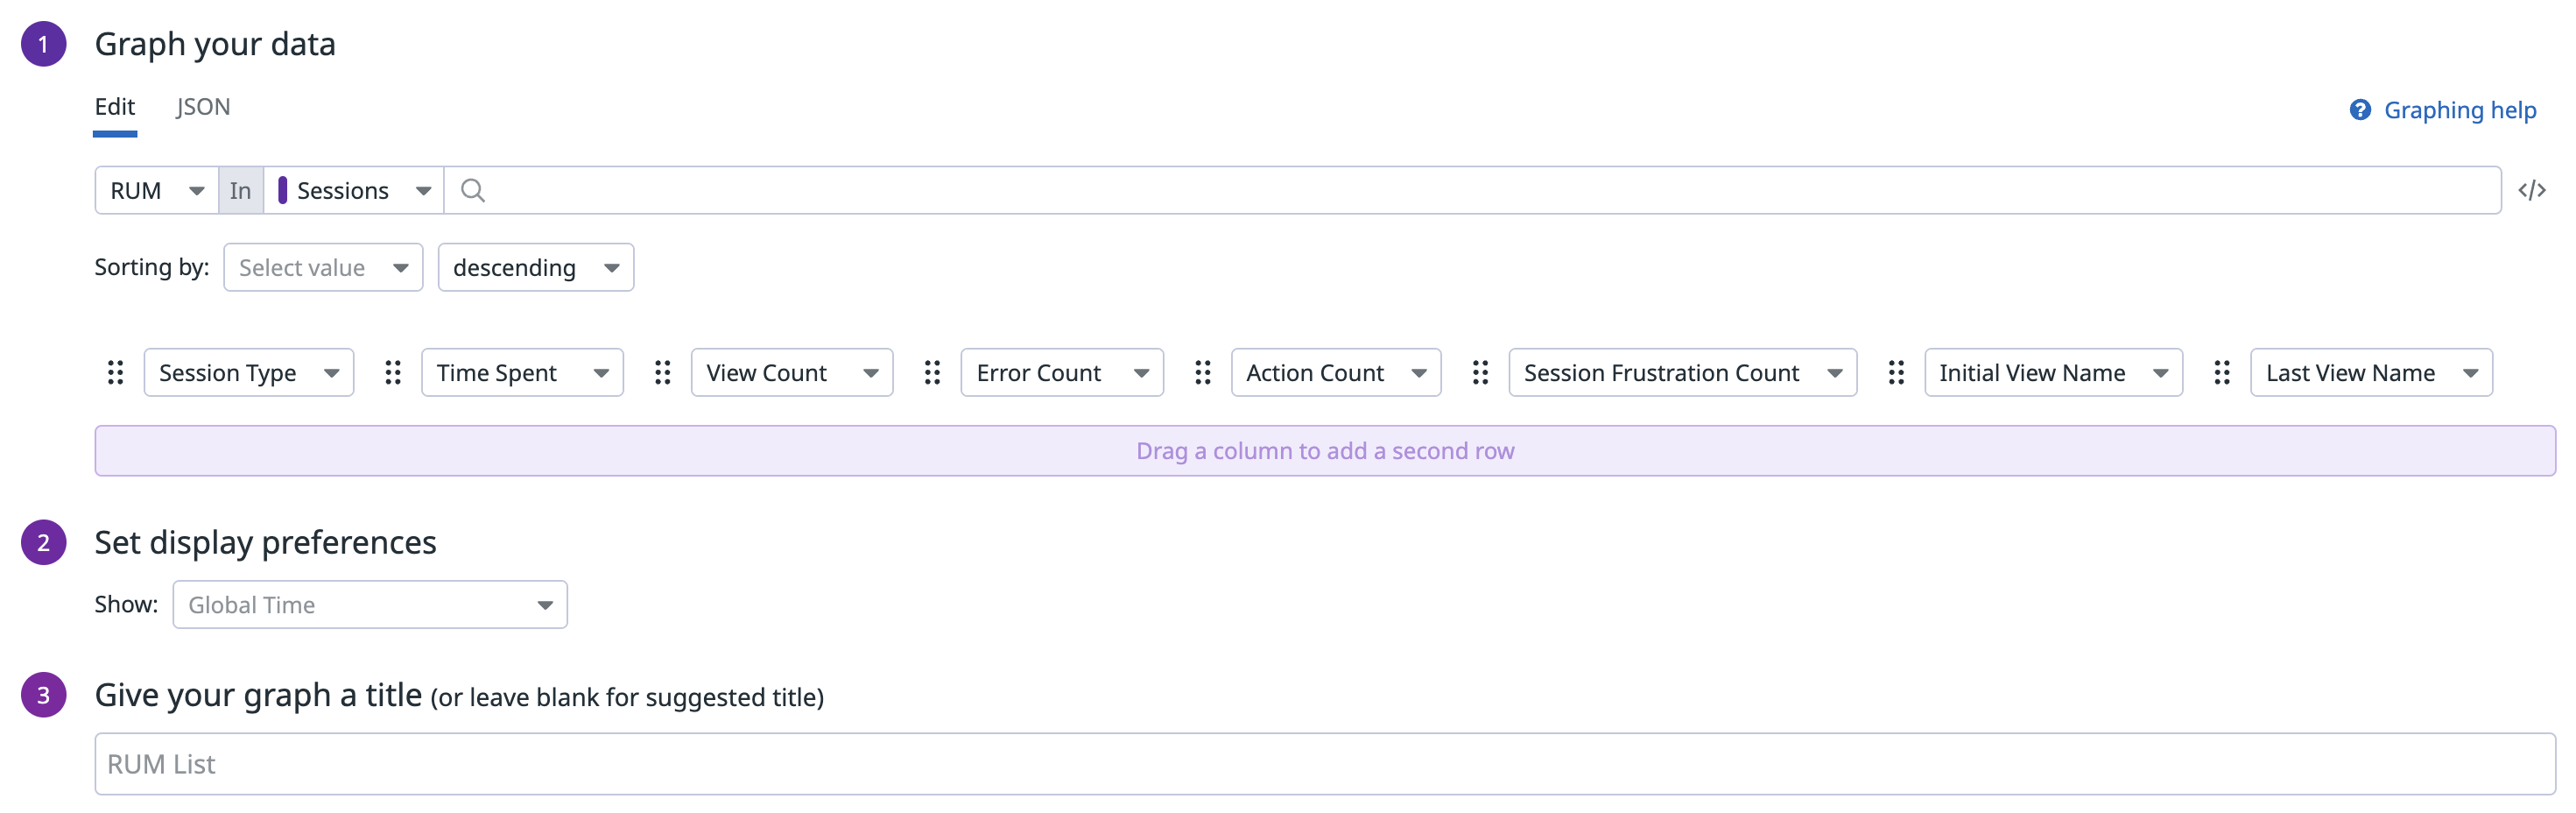 1 Graph your data
Edit JSON
Graphing help
RUM In Sessions </>
Sorting by: Select value descending
Session Type Time Spent View Count Error Count Action Count Session Frustration Count Initial View Name Last View Name
Drag a column to add a second row
2 Set display preferences
Show: Global Time
3 Give your graph a title (or leave blank for suggested title)
RUM List